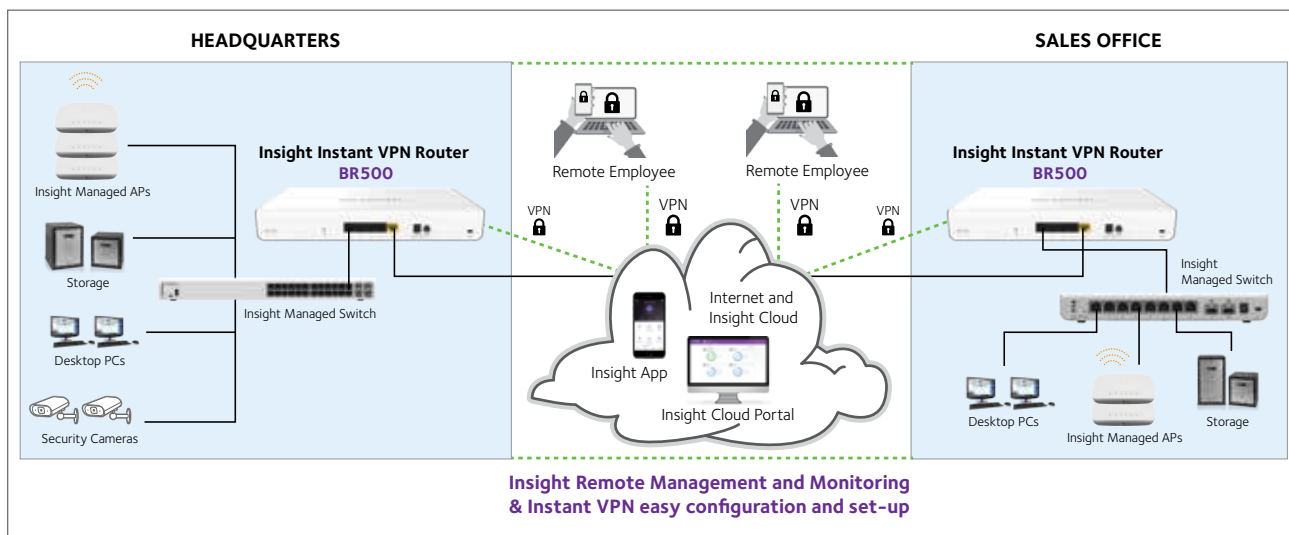 HEADQUARTERS
SALES OFFICE
Insight Managed APs
Storage
Desktop PCs
Security Cameras
Insight Instant VPN Router
BR500
Insight Managed Switch
VPN
Remote Employee
VPN
Remote Employee
VPN
VPN
Internet and
Insight Cloud
Insight App
Insight Cloud Portal
Insight Instant VPN Router
BR500
Insight
Managed Switch
Desktop PCs
Insight Managed APs
Storage
Insight Remote Management and Monitoring
& Instant VPN easy configuration and set-up